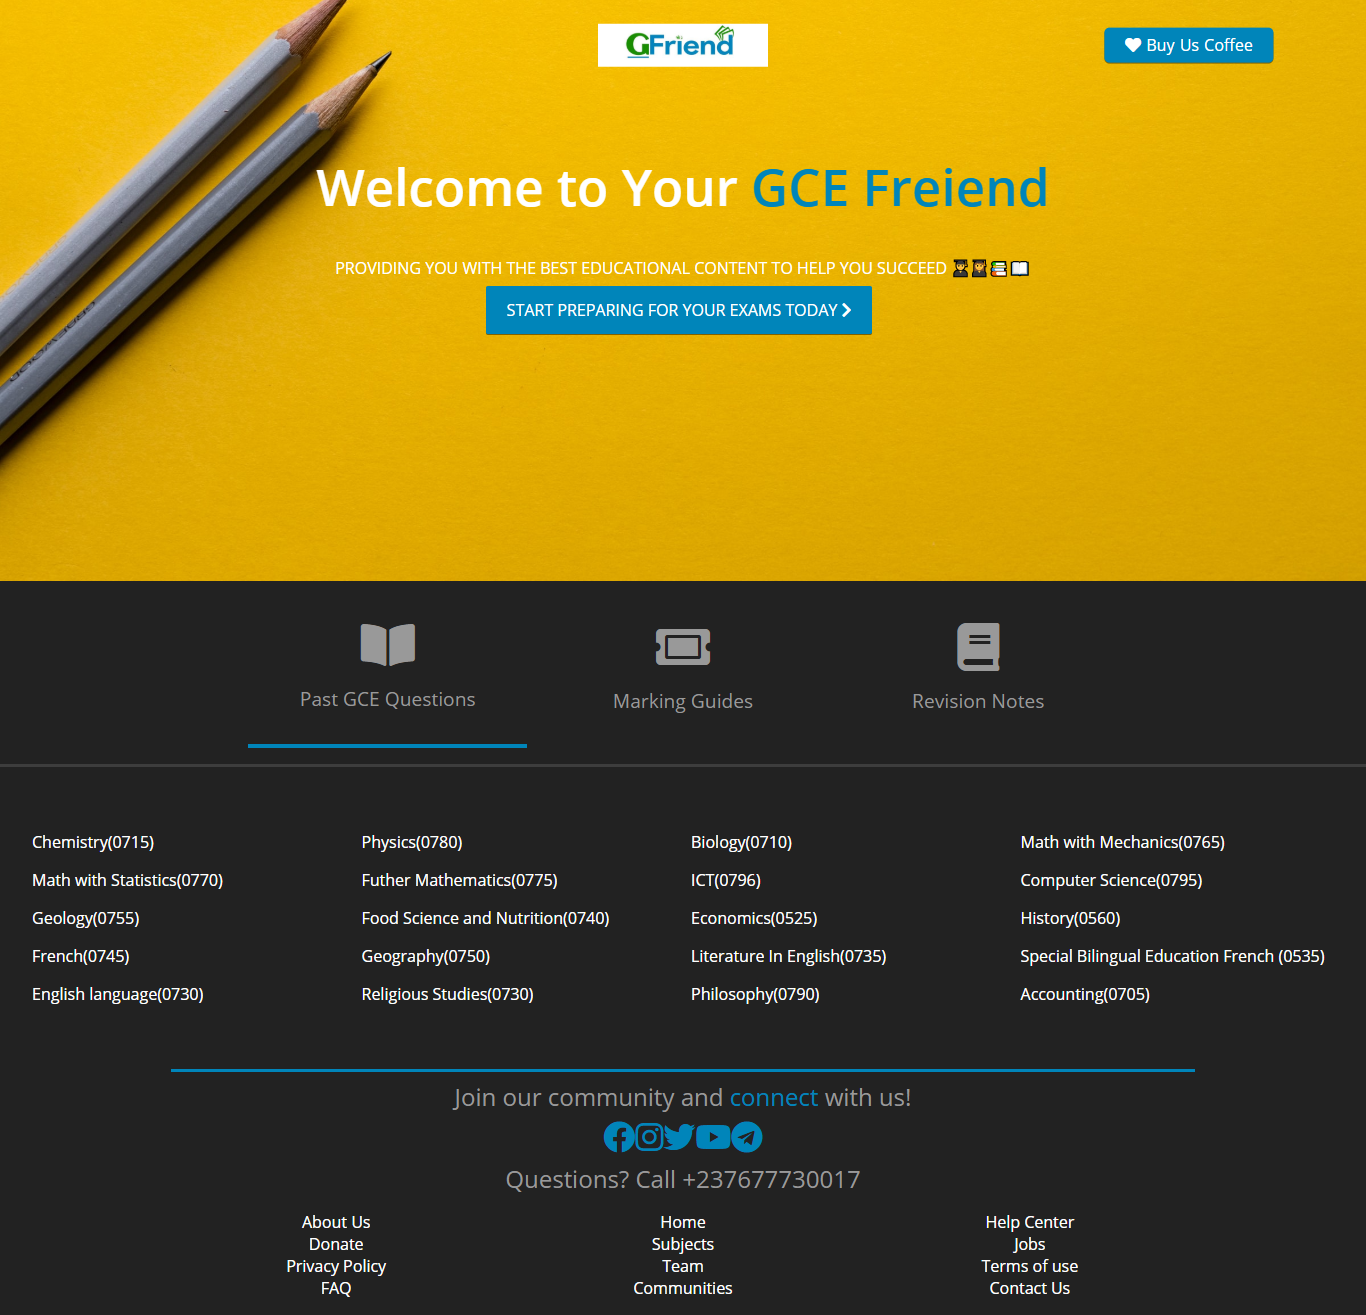 GFriend
Buy Us Coffee
Welcome to Your GCE Freiend
PROVIDING YOU WITH THE BEST EDUCATIONAL CONTENT TO HELP YOU SUCCEED 👨‍🎓👩‍🎓📚📖
START PREPARING FOR YOUR EXAMS TODAY
Past GCE Questions
Marking Guides
Revision Notes
Chemistry(0715)
Physics(0780)
Biology(0710)
Math with Mechanics(0765)
Math with Statistics(0770)
Futher Mathematics(0775)
ICT(0796)
Computer Science(0795)
Geology(0755)
Food Science and Nutrition(0740)
Economics(0525)
History(0560)
French(0745)
Geography(0750)
Literature In English(0735)
Special Bilingual Education French (0535)
English language(0730)
Religious Studies(0730)
Philosophy(0790)
Accounting(0705)
Join our community and connect with us!
Questions? Call +237677730017
About Us
Donate
Privacy Policy
FAQ
Home
Subjects
Team
Communities
Help Center
Jobs
Terms of use
Contact Us